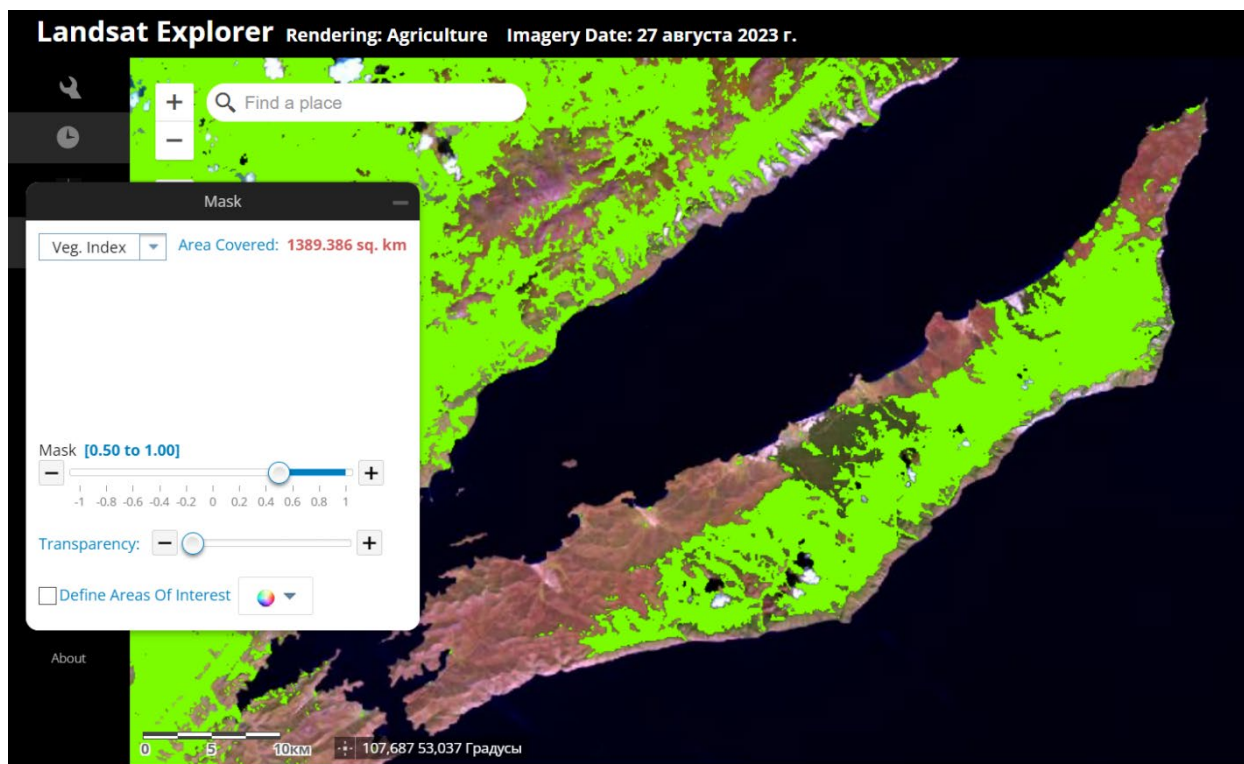 Landsat Explorer Rendering: Agriculture Imagery Date: 27 августа 2023 г.
+
Find a place
−
Mask
Veg. Index Area Covered: 1389.386 sq. km
Mask [0.50 to 1.00]
− +
-1 -0.8 -0.6 -0.4 -0.2 0 0.2 0.4 0.6 0.8 1
Transparency: − +
Define Areas Of Interest
About
0 5 10км 107,687 53,037 Градусы